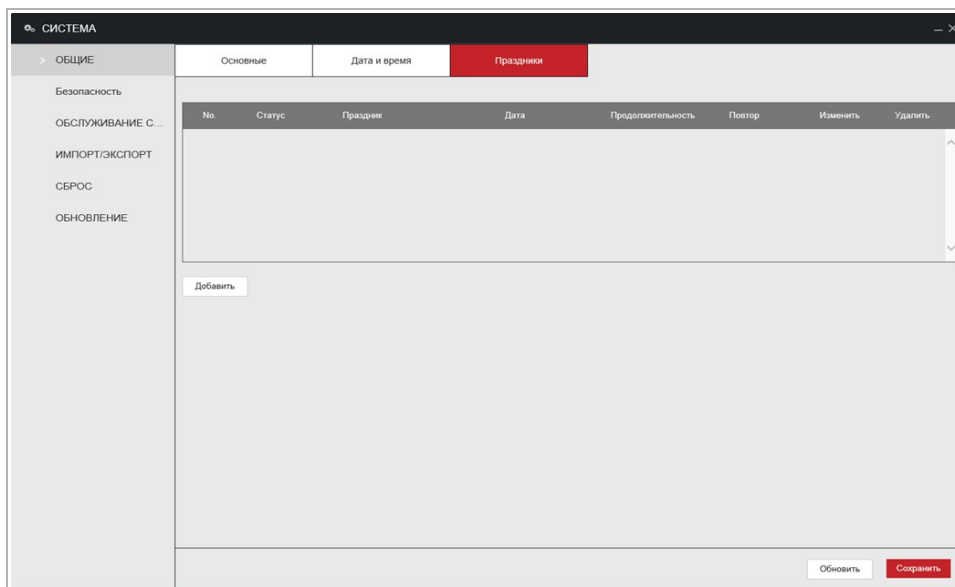 СИСТЕМА
ОБЩИЕ
Безопасность
ОБСЛУЖИВАНИЕ С...
ИМПОРТ/ЭКСПОРТ
СБРОС
ОБНОВЛЕНИЕ
Основные Дата и время Праздники
No. Статус Праздник Дата Продолжительность Повтор Изменить Удалить
Добавить
Обновить Сохранить